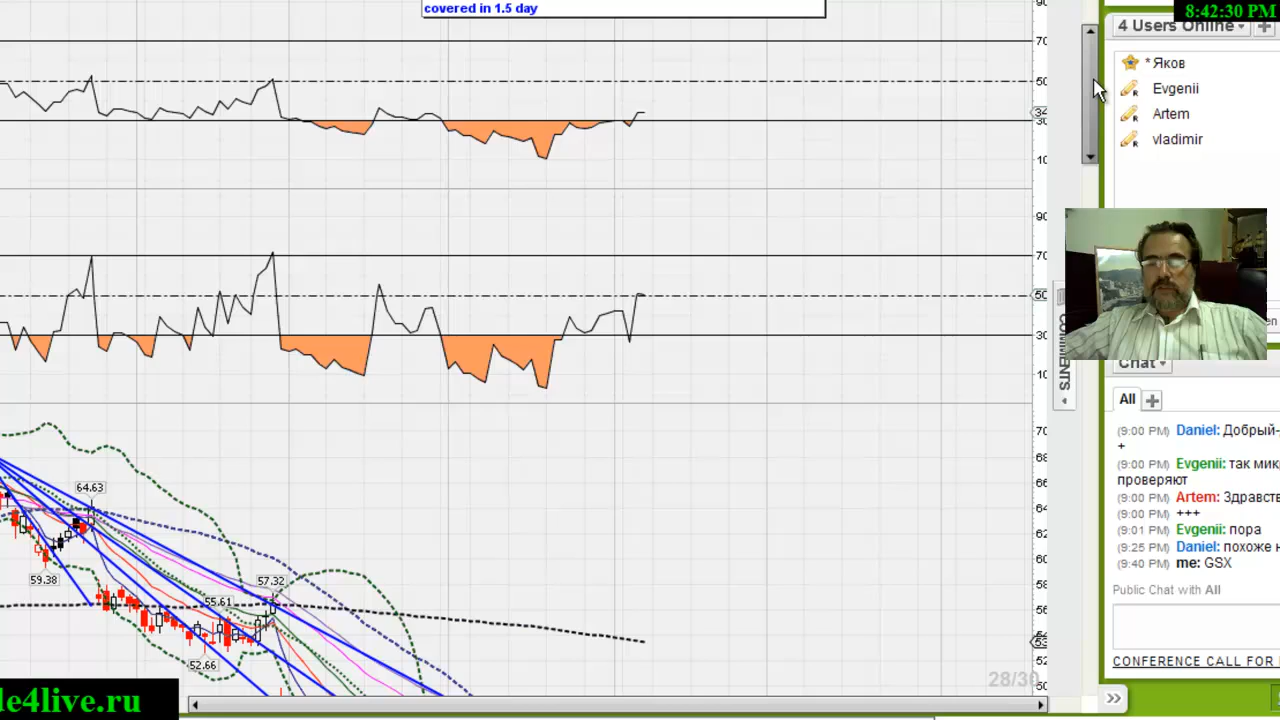 covered in 1.5 day
8:42:30 PM
4 Users Online
* Яков
Evgenii
Artem
vladimir
90
70
50
34
30
10
90
70
50
30
10
COMMENTS
Chat
All
(9:00 PM) Daniel: Добрый-
+
(9:00 PM) Evgenii: так мик
проверяют
(9:00 PM) Artem: Здравств
(9:00 PM) +++
(9:01 PM) Evgenii: пора
(9:25 PM) Daniel: похоже н
(9:40 PM) me: GSX
Public Chat with All
CONFERENCE CALL FOR
70
68
66
64
62
60
58
56
53
52
50
64.63
59.38
57.32
55.61
52.66
28/30
de4live.ru